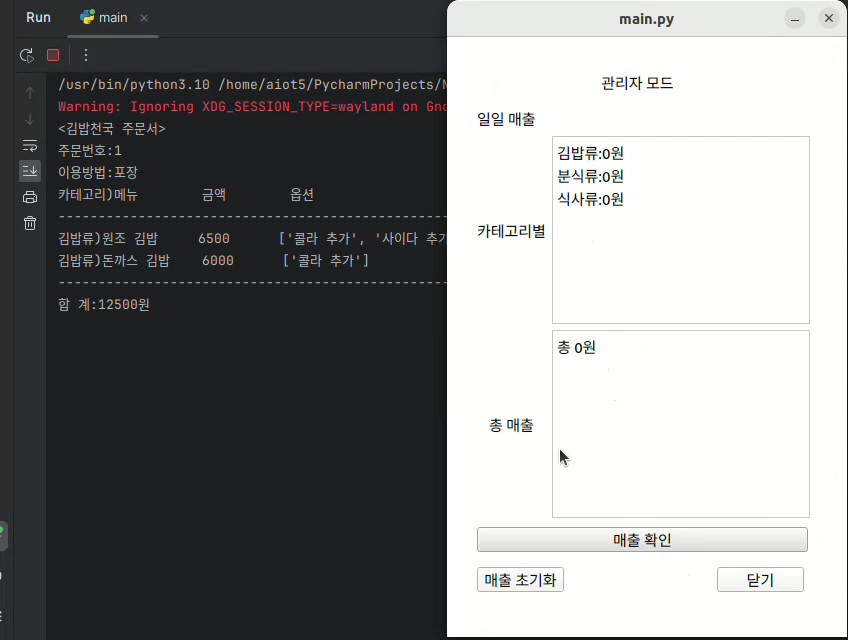 Run
main
/usr/bin/python3.10 /home/aiot5/PycharmProjects/
Warning: Ignoring XDG_SESSION_TYPE=wayland on
<김밥천국 주문서>
주문번호:1
이용방법:포장
카테고리)메뉴 금액 옵션
------------------------------------------------
김밥류)원조 김밥 6500 ['콜라 추가', '사이다
김밥류)돈까스 김밥 6000 ['콜라 추가']
------------------------------------------------
합 계:12500원
main.py
관리자 모드
일일 매출
카테고리별
김밥류:0원
분식류:0원
식사류:0원
총 매출
총 0원
매출 확인
매출 초기화
닫기